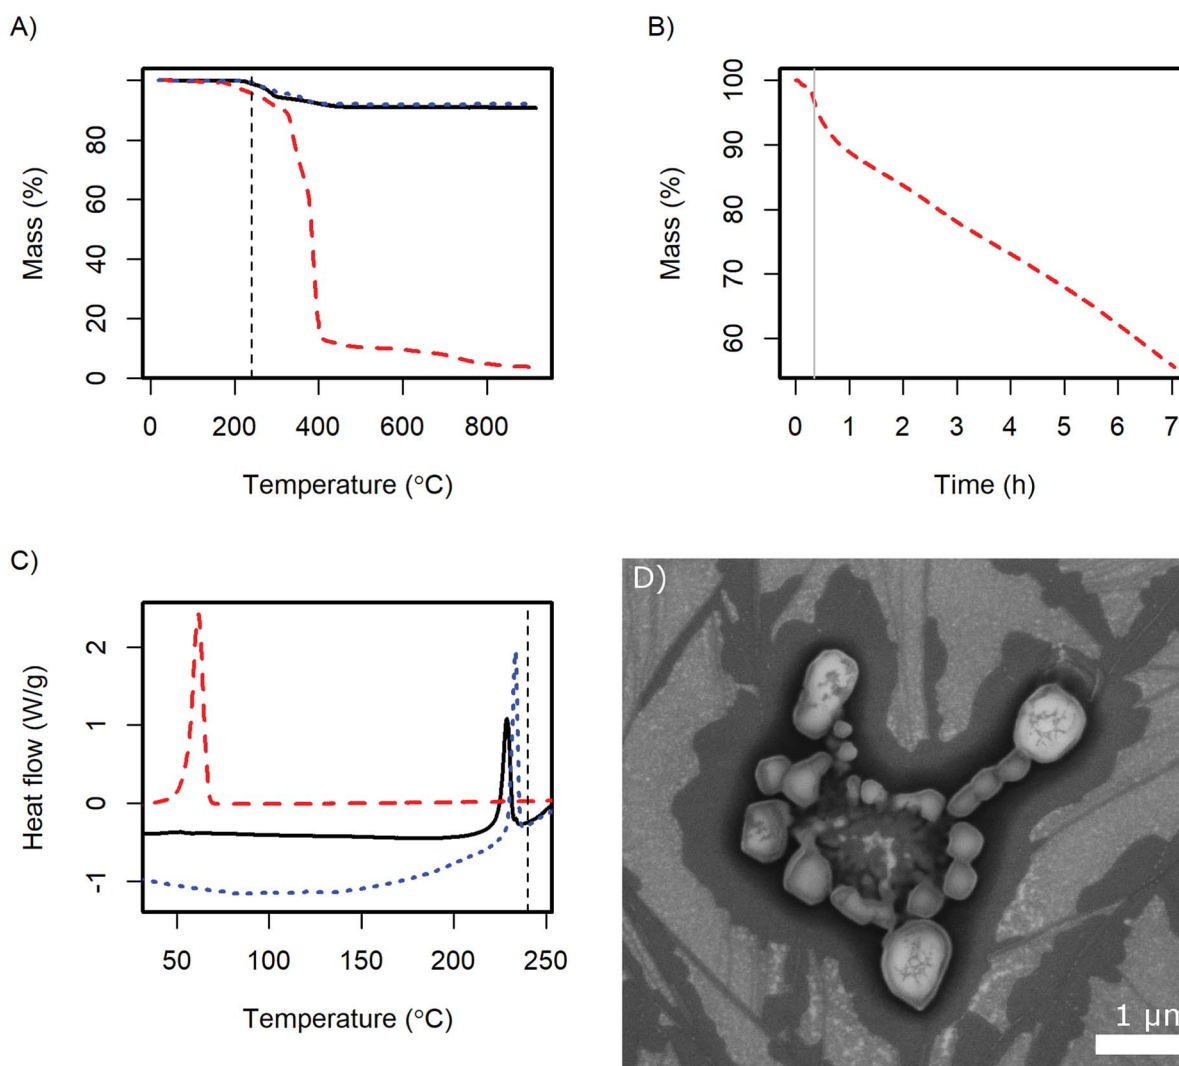 A)
Mass (%)
80
60
40
20
0
0 200 400 600 800
Temperature (°C)
B)
Mass (%)
100
90
80
70
60
0 1 2 3 4 5 6 7
Time (h)
C)
Heat flow (W/g)
2
1
0
-1
50 100 150 200 250
Temperature (°C)
D)
1 μm